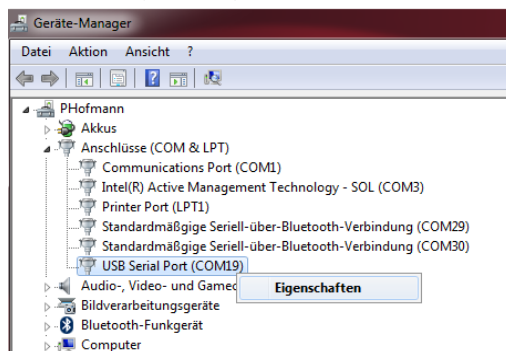 Geräte-Manager
Datei Aktion Ansicht ?
PHofmann
Akkus
Anschlüsse (COM & LPT)
Communications Port (COM1)
Intel(R) Active Management Technology - SOL (COM3)
Printer Port (LPT1)
Standardmäßgige Seriell-über-Bluetooth-Verbindung (COM29)
Standardmäßgige Seriell-über-Bluetooth-Verbindung (COM30)
USB Serial Port (COM19)
Audio-, Video- und
Eigenschaften
Bildverarbeitungsgeräte
Bluetooth-Funkgerät
Computer